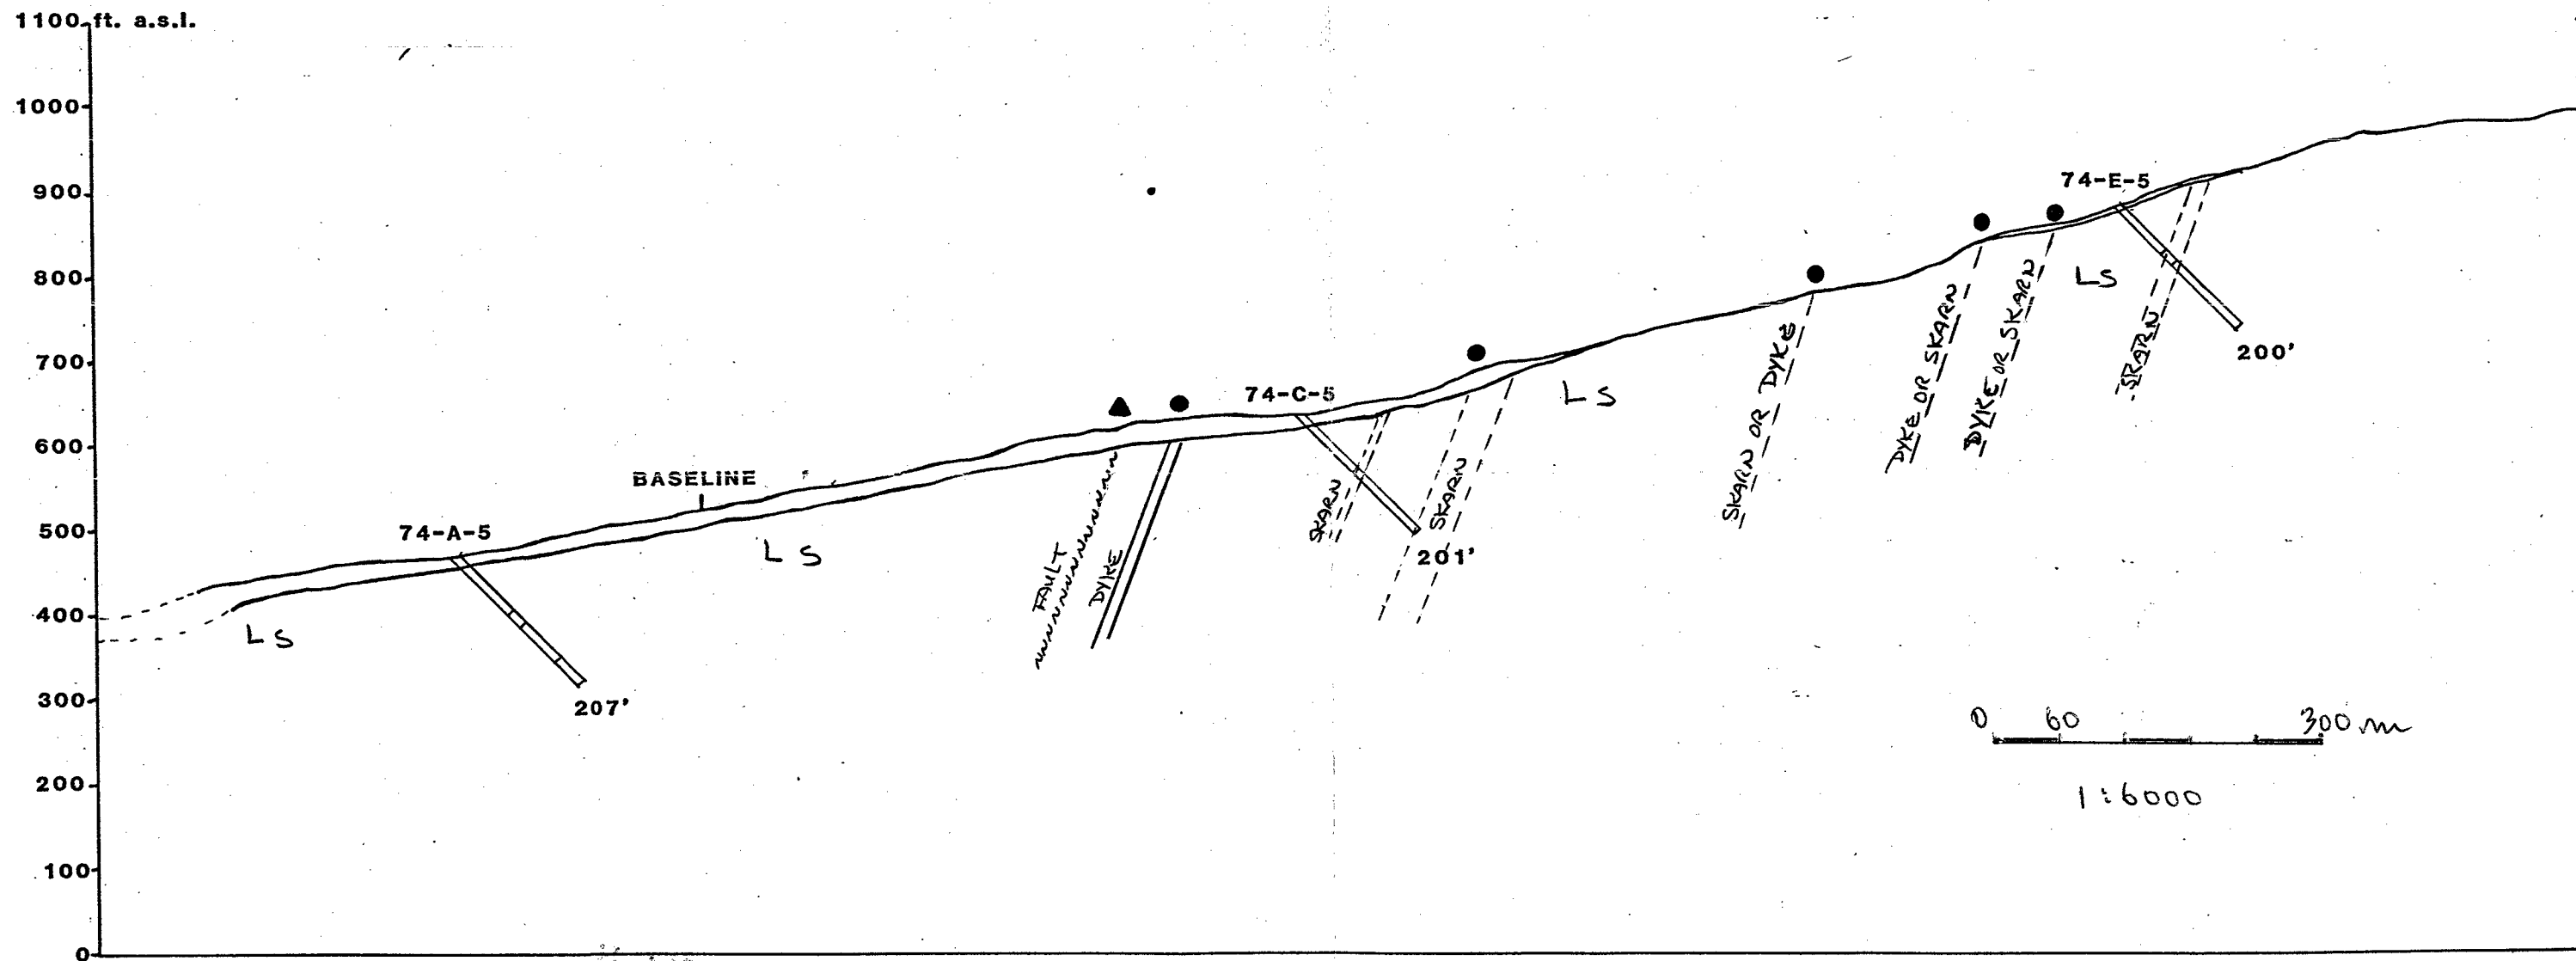 1100 ft. a.s.l.
1000
900
800
700
600
500
400
300
200
100
0
74-A-5
207'
BASELINE
LS
LS
FAULT
DYKE
74-C-5
201'
SKARN
SKARN
LS
SKARN OR DYKE
DYKE OR SKARN
DYKE OR SKARN
LS
74-E-5
200'
SKARN
0 60 300 m
1:6000